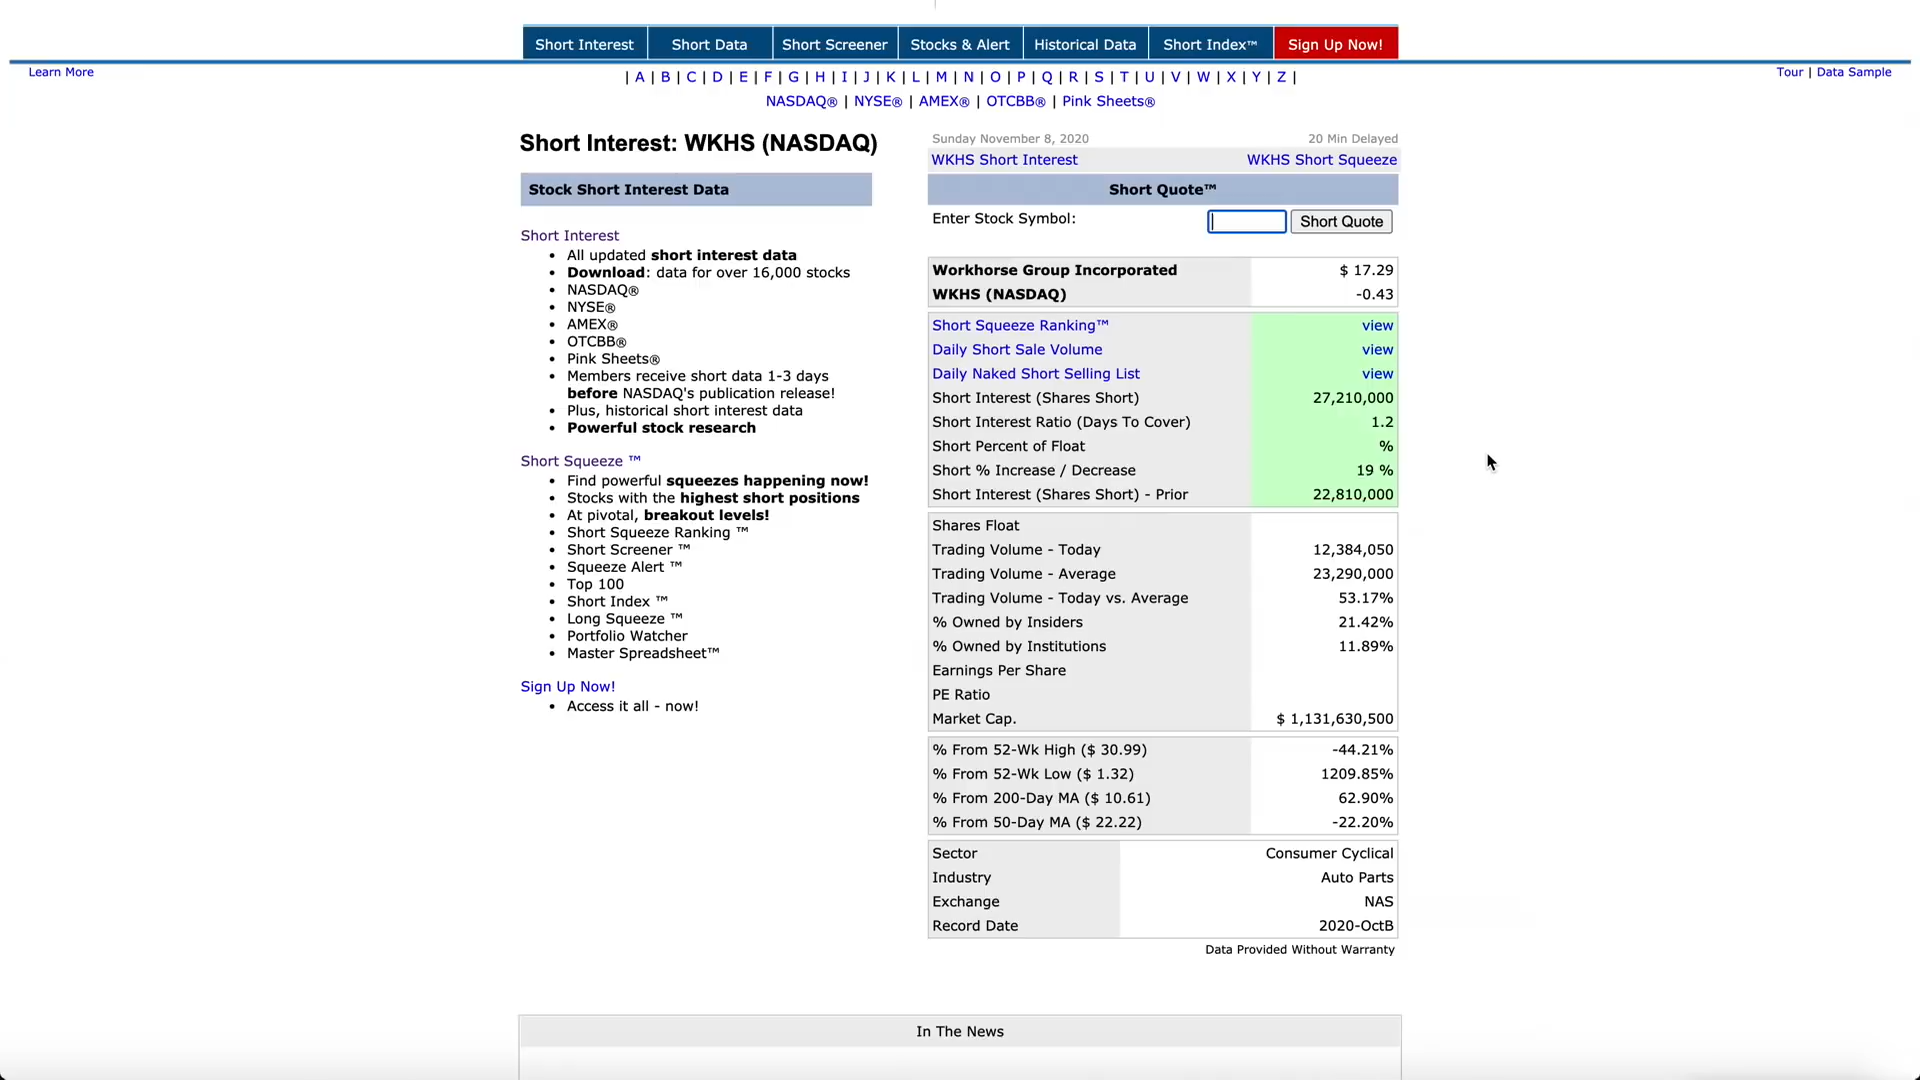 Short Interest Short Data Short Screener Stocks & Alert Historical Data Short Index™ Sign Up Now!
Learn More
| A | B | C | D | E | F | G | H | I | J | K | L | M | N | O | P | Q | R | S | T | U | V | W | X | Y | Z |
Tour | Data Sample
NASDAQ® | NYSE® | AMEX® | OTCBB® | Pink Sheets®
Short Interest: WKHS (NASDAQ)
Stock Short Interest Data
Short Interest
• All updated short interest data
• Download: data for over 16,000 stocks
• NASDAQ®
• NYSE®
• AMEX®
• OTCBB®
• Pink Sheets®
• Members receive short data 1-3 days
before NASDAQ's publication release!
• Plus, historical short interest data
• Powerful stock research
Short Squeeze ™
• Find powerful squeezes happening now!
• Stocks with the highest short positions
• At pivotal, breakout levels!
• Short Squeeze Ranking ™
• Short Screener ™
• Squeeze Alert ™
• Top 100
• Short Index ™
• Long Squeeze ™
• Portfolio Watcher
• Master Spreadsheet™
Sign Up Now!
• Access it all - now!
Sunday November 8, 2020 20 Min Delayed
WKHS Short Interest WKHS Short Squeeze
Short Quote™
Enter Stock Symbol: Short Quote
Workhorse Group Incorporated $ 17.29
WKHS (NASDAQ) -0.43
Short Squeeze Ranking™ view
Daily Short Sale Volume view
Daily Naked Short Selling List view
Short Interest (Shares Short) 27,210,000
Short Interest Ratio (Days To Cover) 1.2
Short Percent of Float %
Short % Increase / Decrease 19 %
Short Interest (Shares Short) - Prior 22,810,000
Shares Float
Trading Volume - Today 12,384,050
Trading Volume - Average 23,290,000
Trading Volume - Today vs. Average 53.17%
% Owned by Insiders 21.42%
% Owned by Institutions 11.89%
Earnings Per Share
PE Ratio
Market Cap. $ 1,131,630,500
% From 52-Wk High ($ 30.99) -44.21%
% From 52-Wk Low ($ 1.32) 1209.85%
% From 200-Day MA ($ 10.61) 62.90%
% From 50-Day MA ($ 22.22) -22.20%
Sector Consumer Cyclical
Industry Auto Parts
Exchange NAS
Record Date 2020-OctB
Data Provided Without Warranty
In The News